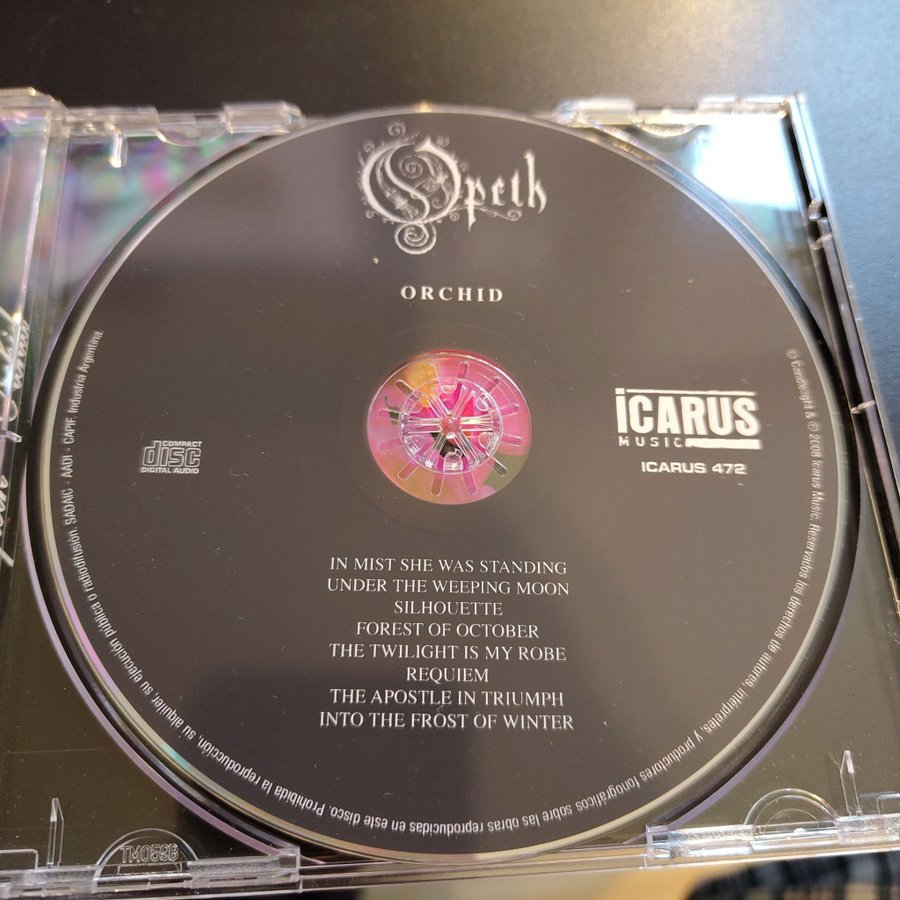 Opeth
ORCHID
COMPACT
disc
DIGITAL AUDIO
iCARUS
MUSIC
ICARUS 472
IN MIST SHE WAS STANDING
UNDER THE WEEPING MOON
SILHOUETTE
FOREST OF OCTOBER
THE TWILIGHT IS MY ROBE
REQUIEM
THE APOSTLE IN TRIUMPH
INTO THE FROST OF WINTER
© Candlelight & ℗ 2008 Icarus Music. Reservados los derechos de autores, intérpretes, y productores fonográficos sobre las obras reproducidas en este disco. Prohibida la reproducción, su alquiler, su ejecución pública o radiodifusión. SADAIC - AADI - CAPIF. Industria Argentina.
TM059B